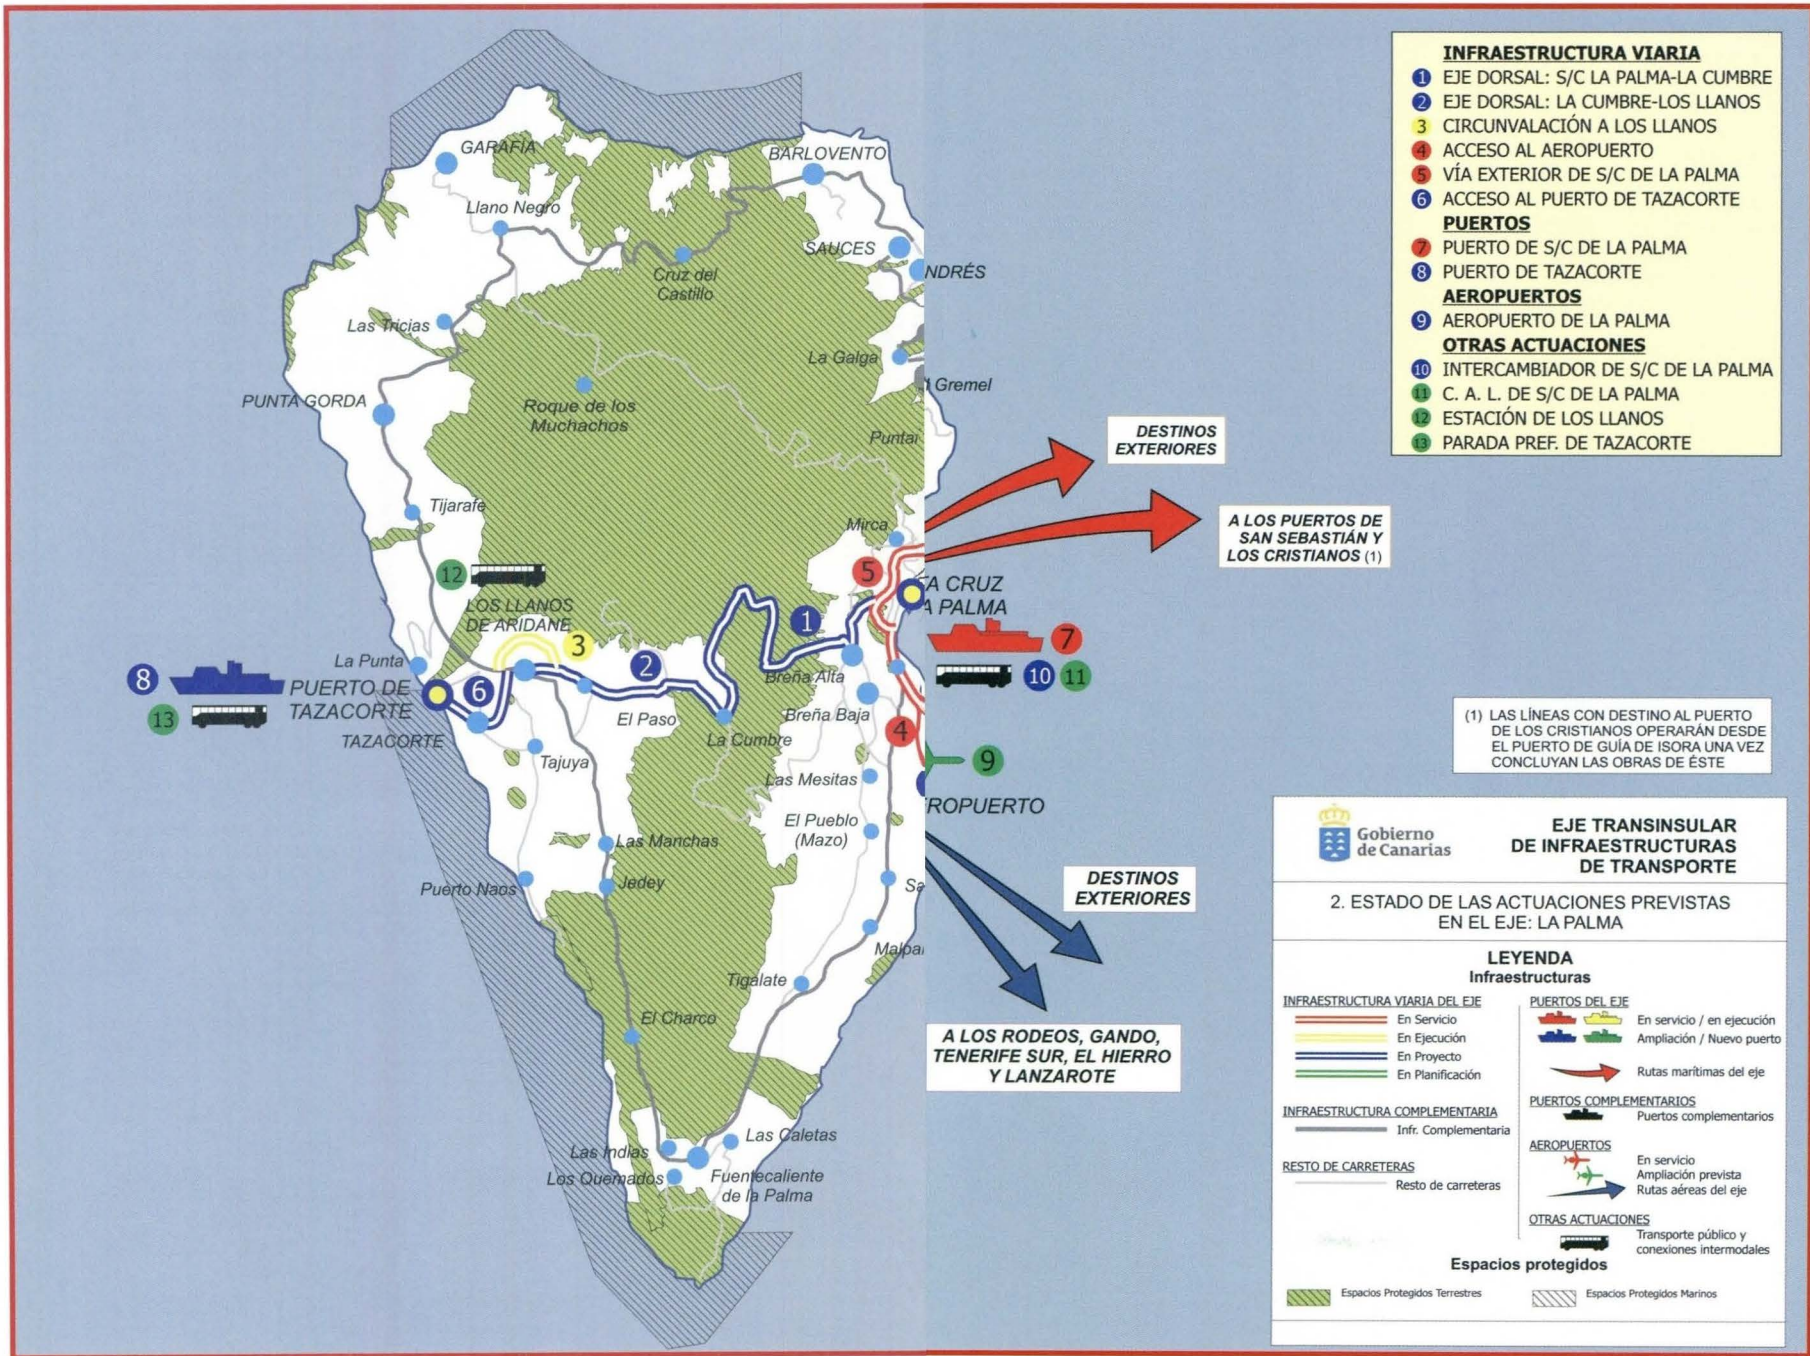 INFRAESTRUCTURA VIARIA
1 EJE DORSAL: S/C LA PALMA-LA CUMBRE
2 EJE DORSAL: LA CUMBRE-LOS LLANOS
3 CIRCUNVALACIÓN A LOS LLANOS
4 ACCESO AL AEROPUERTO
5 VÍA EXTERIOR DE S/C DE LA PALMA
6 ACCESO AL PUERTO DE TAZACORTE
PUERTOS
7 PUERTO DE S/C DE LA PALMA
8 PUERTO DE TAZACORTE
AEROPUERTOS
9 AEROPUERTO DE LA PALMA
OTRAS ACTUACIONES
10 INTERCAMBIADOR DE S/C DE LA PALMA
11 C. A. L. DE S/C DE LA PALMA
12 ESTACIÓN DE LOS LLANOS
13 PARADA PREF. DE TAZACORTE
GARAFÍA
BARLOVENTO
Llano Negro
SAUCES
NDRÉS
Cruz del
Castillo
Las Tricias
La Galga
l Gremel
PUNTA GORDA
Roque de los
Muchachos
Punta
DESTINOS
EXTERIORES
Tijarafe
Mirca
A LOS PUERTOS DE
SAN SEBASTIÁN Y
LOS CRISTIANOS (1)
12
5
LOS LLANOS
DE ARIDANE
TA CRUZ
A PALMA
1
3
7
2
La Punta
8
6
PUERTO DE
TAZACORTE
13
Breña Alta
10 11
Breña Baja
El Paso
4
TAZACORTE
La Cumbre
Tajuya
9
Las Mesitas
ROPUERTO
El Pueblo
(Mazo)
Las Manchas
Puerto Naos
Jedey
Sa
DESTINOS
EXTERIORES
Malpa
Tigalate
El Charco
A LOS RODEOS, GANDO,
TENERIFE SUR, EL HIERRO
Y LANZAROTE
Las Caletas
Las Indias
Los Quemados
Fuentecaliente
de la Palma
(1) LAS LÍNEAS CON DESTINO AL PUERTO
DE LOS CRISTIANOS OPERARÁN DESDE
EL PUERTO DE GUÍA DE ISORA UNA VEZ
CONCLUYAN LAS OBRAS DE ÉSTE
Gobierno
de Canarias
EJE TRANSINSULAR
DE INFRAESTRUCTURAS
DE TRANSPORTE
2. ESTADO DE LAS ACTUACIONES PREVISTAS
EN EL EJE: LA PALMA
LEYENDA
Infraestructuras
INFRAESTRUCTURA VIARIA DEL EJE
En Servicio
En Ejecución
En Proyecto
En Planificación
INFRAESTRUCTURA COMPLEMENTARIA
Infr. Complementaria
RESTO DE CARRETERAS
Resto de carreteras
PUERTOS DEL EJE
En servicio / en ejecución
Ampliación / Nuevo puerto
Rutas marítimas del eje
PUERTOS COMPLEMENTARIOS
Puertos complementarios
AEROPUERTOS
En servicio
Ampliación prevista
Rutas aéreas del eje
OTRAS ACTUACIONES
Transporte público y
conexiones intermodales
Espacios protegidos
Espacios Protegidos Terrestres
Espacios Protegidos Marinos